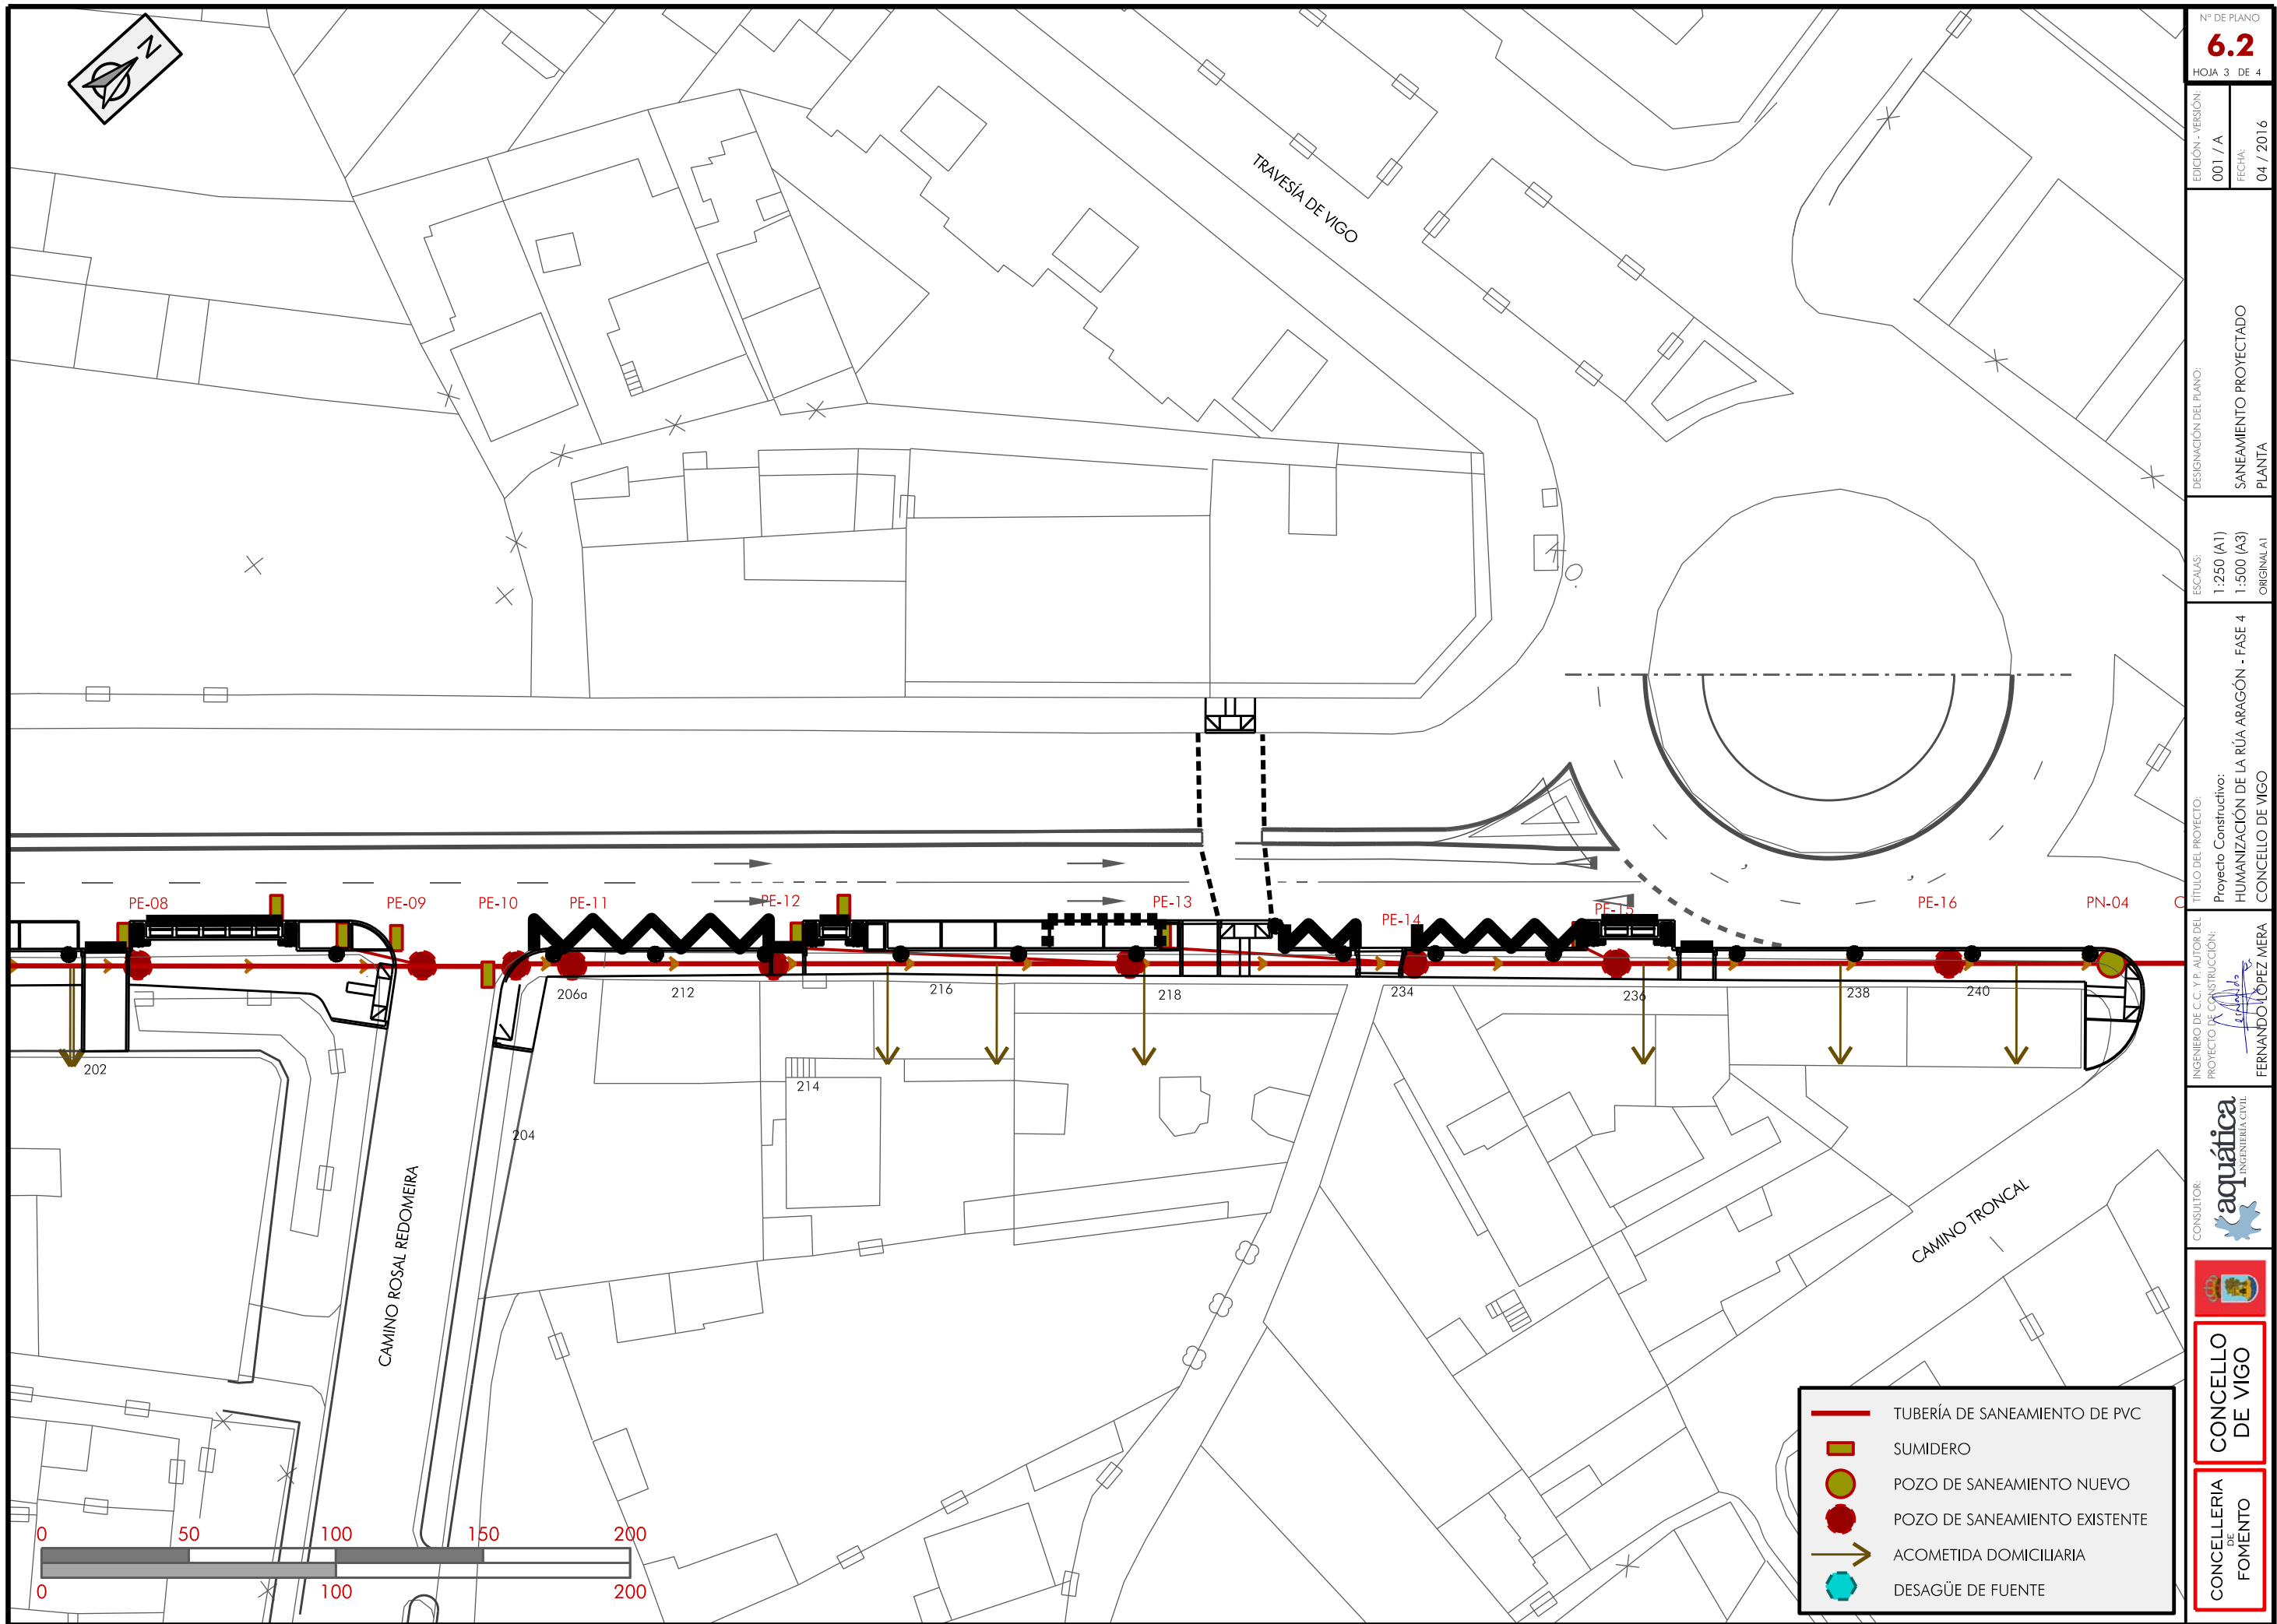 N
TRAVESÍA DE VIGO
PE-08
PE-09
PE-10
PE-11
PE-12
PE-13
PE-14
PE-15
PE-16
PN-04
206a
212
216
218
234
236
238
240
202
214
204
CAMINO ROSAL REDOMEIRA
CAMINO TRONCAL
0 50 100 150 200
0 100 200
TUBERÍA DE SANEAMIENTO DE PVC
SUMIDERO
POZO DE SANEAMIENTO NUEVO
POZO DE SANEAMIENTO EXISTENTE
ACOMETIDA DOMICILIARIA
DESAGÜE DE FUENTE
Nº DE PLANO
6.2
HOJA 3 DE 4
EDICIÓN - VERSIÓN:
001 / A
FECHA:
04 / 2016
DESIGNACIÓN DEL PLANO:
SANEAMIENTO PROYECTADO
PLANTA
ESCALAS:
1:250 (A1)
1:500 (A3)
ORIGINAL A1
TÍTULO DEL PROYECTO:
Proyecto Constructivo:
HUMANIZACIÓN DE LA RÚA ARAGÓN - FASE 4
CONCELLO DE VIGO
INGENIERO DE C.C. Y P. AUTOR DEL
PROYECTO DE CONSTRUCCIÓN:
FERNANDO LÓPEZ MERA
CONSULTOR:
aquática
INGENIERÍA CIVIL
CONCELLO
DE VIGO
CONCELLERIA
DE
FOMENTO